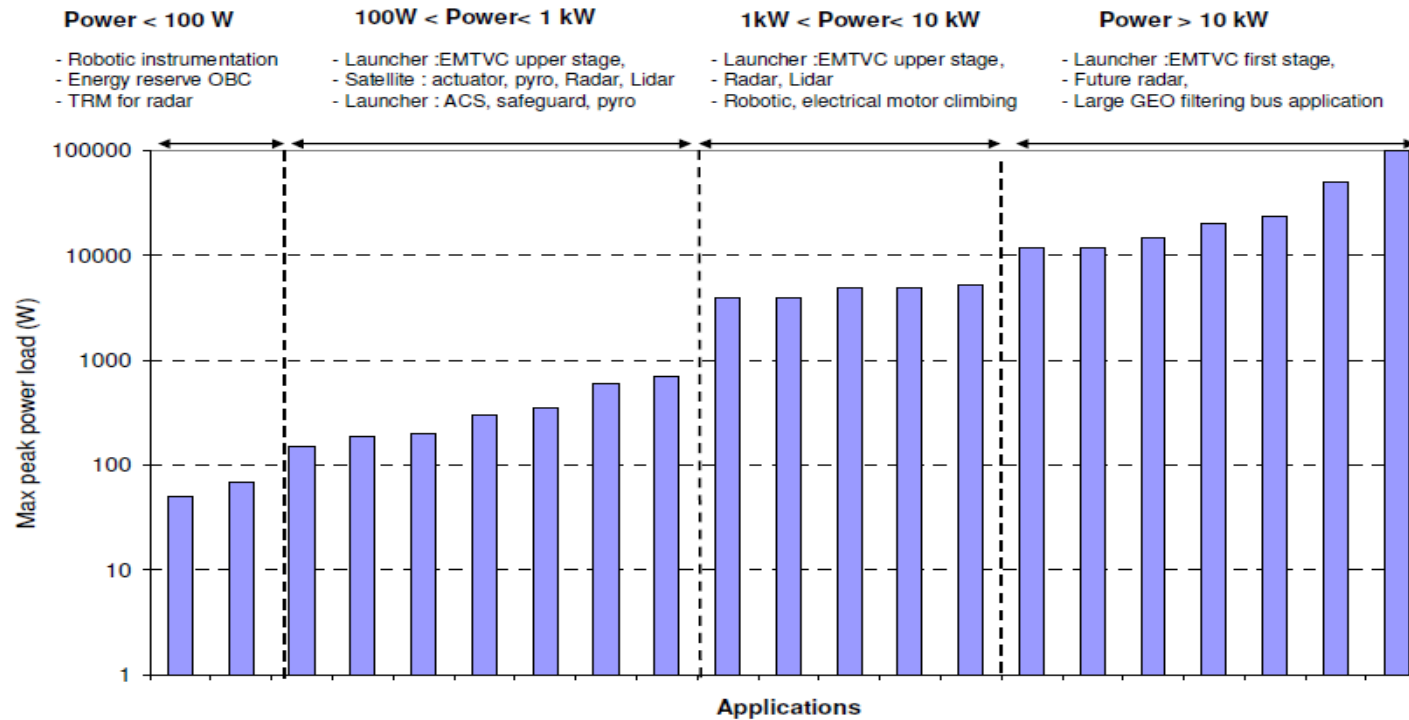 Power < 100 W
- Robotic instrumentation
- Energy reserve OBC
- TRM for radar
100W < Power< 1 kW
- Launcher :EMTVC upper stage,
- Satellite : actuator, pyro, Radar, Lidar
- Launcher : ACS, safeguard, pyro
1kW < Power< 10 kW
- Launcher :EMTVC upper stage,
- Radar, Lidar
- Robotic, electrical motor climbing
Power > 10 kW
- Launcher :EMTVC first stage,
- Future radar,
- Large GEO filtering bus application
Max peak power load (W)
100000
10000
1000
100
10
1
Applications